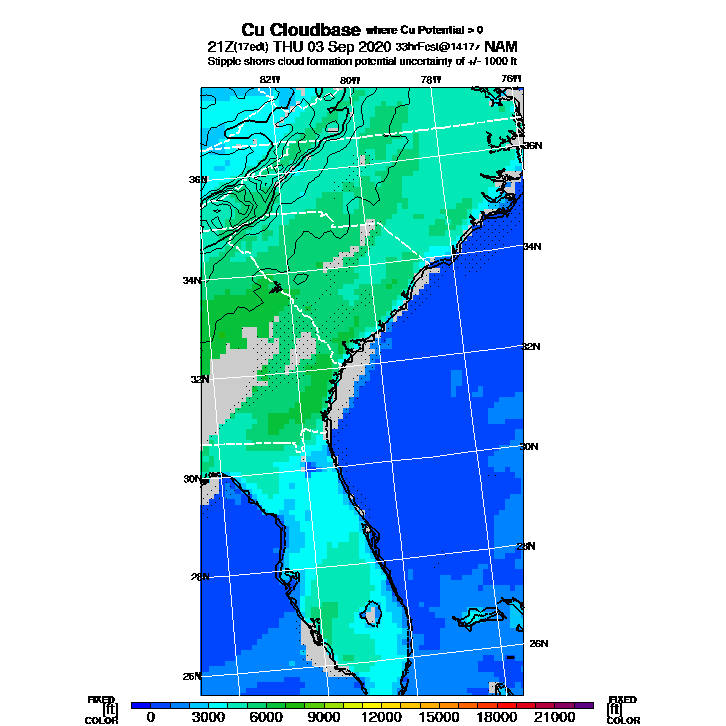 Cu Cloudbase where Cu Potential > 0
21Z(17edt) THU 03 Sep 2020 33hrFcst@1417z NAM
Stipple shows cloud formation potential uncertainty of +/- 1000 ft
82W 80W 78W 76W
36N
36N
34N
34N
32N
32N
30N
30N
28N
28N
26N
26N
FIXED FIXED
[ft] [ft]
COLOR 0 3000 6000 9000 12000 15000 18000 21000 COLOR